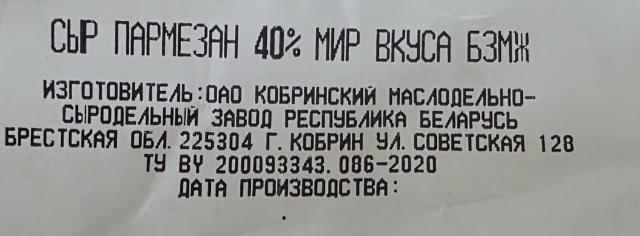 СЫР ПАРМЕЗАН 40% МИР ВКУСА БЗМЖ
ИЗГОТОВИТЕЛЬ:ОАО КОБРИНСКИЙ МАСЛОДЕЛЬНО-
СЫРОДЕЛЬНЫЙ ЗАВОД РЕСПУБЛИКА БЕЛАРУСЬ
БРЕСТСКАЯ ОБЛ. 225304 Г. КОБРИН УЛ. СОВЕТСКАЯ 128
ТУ BY 200093343.086-2020
ДАТА ПРОИЗВОДСТВА: